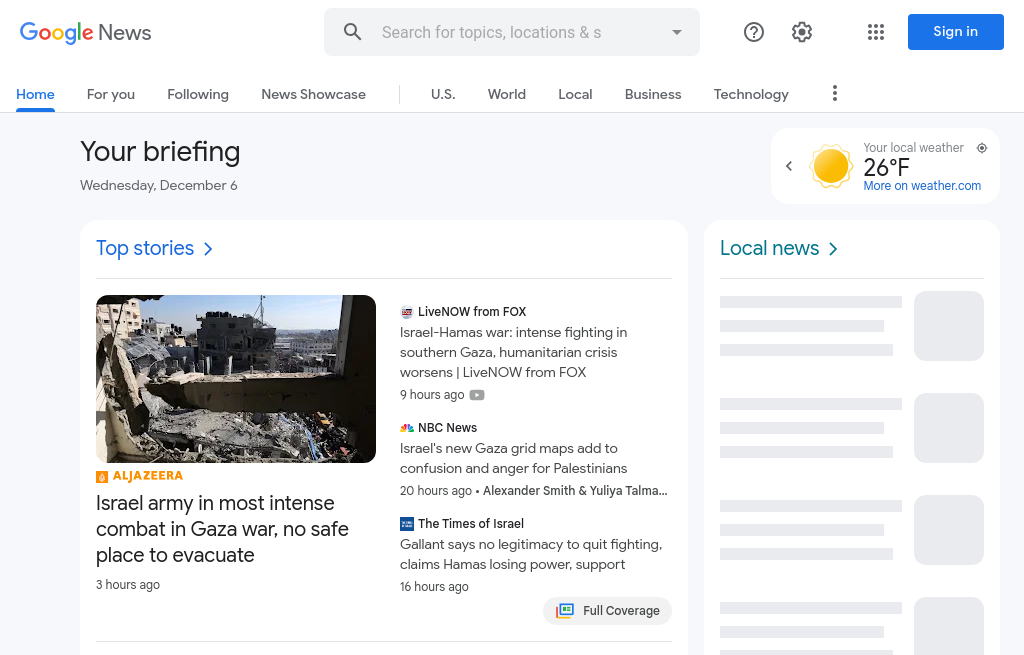 Google News
Search for topics, locations & s
Sign in
Home
For you
Following
News Showcase
U.S.
World
Local
Business
Technology
Your briefing
Wednesday, December 6
Your local weather
26°F
More on weather.com
Top stories
ALJAZEERA
Israel army in most intense
combat in Gaza war, no safe
place to evacuate
3 hours ago
LiveNOW from FOX
Israel-Hamas war: intense fighting in
southern Gaza, humanitarian crisis
worsens | LiveNOW from FOX
9 hours ago
NBC News
Israel's new Gaza grid maps add to
confusion and anger for Palestinians
20 hours ago • Alexander Smith & Yuliya Talma...
The Times of Israel
Gallant says no legitimacy to quit fighting,
claims Hamas losing power, support
16 hours ago
Full Coverage
Local news